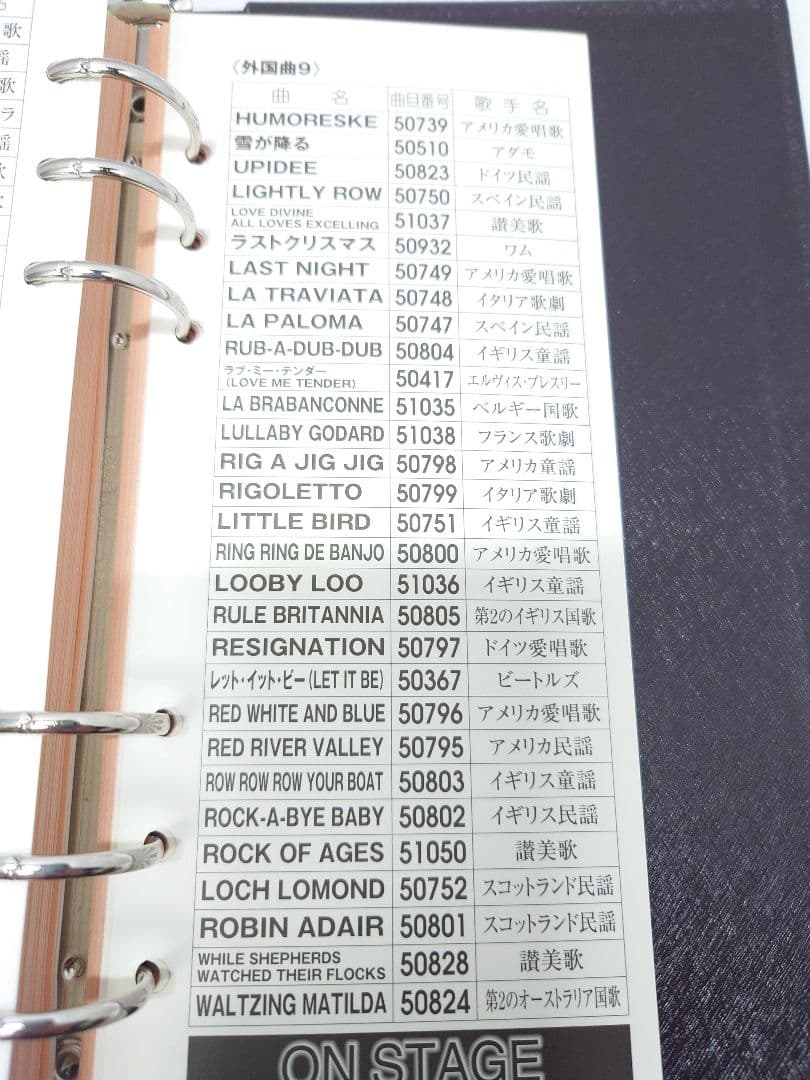 歌
謡
歌
ラ
謡
〈外国曲9〉
曲 名 曲目番号 歌手名
HUMORESKE 50739 アメリカ愛唱歌
雪が降る 50510 アダモ
UPIDEE 50823 ドイツ民謡
LIGHTLY ROW 50750 スペイン民謡
LOVE DIVINE
ALL LOVES EXCELLING 51037 讃美歌
ラストクリスマス 50932 ワム
LAST NIGHT 50749 アメリカ愛唱歌
LA TRAVIATA 50748 イタリア歌劇
LA PALOMA 50747 スペイン民謡
RUB-A-DUB-DUB 50804 イギリス童謡
ラブ・ミー・テンダー
(LOVE ME TENDER) 50417 エルヴィス・プレスリー
LA BRABANCONNE 51035 ベルギー国歌
LULLABY GODARD 51038 フランス歌劇
RIG A JIG JIG 50798 アメリカ童謡
RIGOLETTO 50799 イタリア歌劇
LITTLE BIRD 50751 イギリス童謡
RING RING DE BANJO 50800 アメリカ愛唱歌
LOOBY LOO 51036 イギリス童謡
RULE BRITANNIA 50805 第2のイギリス国歌
RESIGNATION 50797 ドイツ愛唱歌
レット・イット・ビー(LET IT BE) 50367 ビートルズ
RED WHITE AND BLUE 50796 アメリカ愛唱歌
RED RIVER VALLEY 50795 アメリカ民謡
ROW ROW ROW YOUR BOAT 50803 イギリス童謡
ROCK-A-BYE BABY 50802 イギリス民謡
ROCK OF AGES 51050 讃美歌
LOCH LOMOND 50752 スコットランド民謡
ROBIN ADAIR 50801 スコットランド民謡
WHILE SHEPHERDS
WATCHED THEIR FLOCKS 50828 讃美歌
WALTZING MATILDA 50824 第2のオーストラリア国歌
ON STAGE